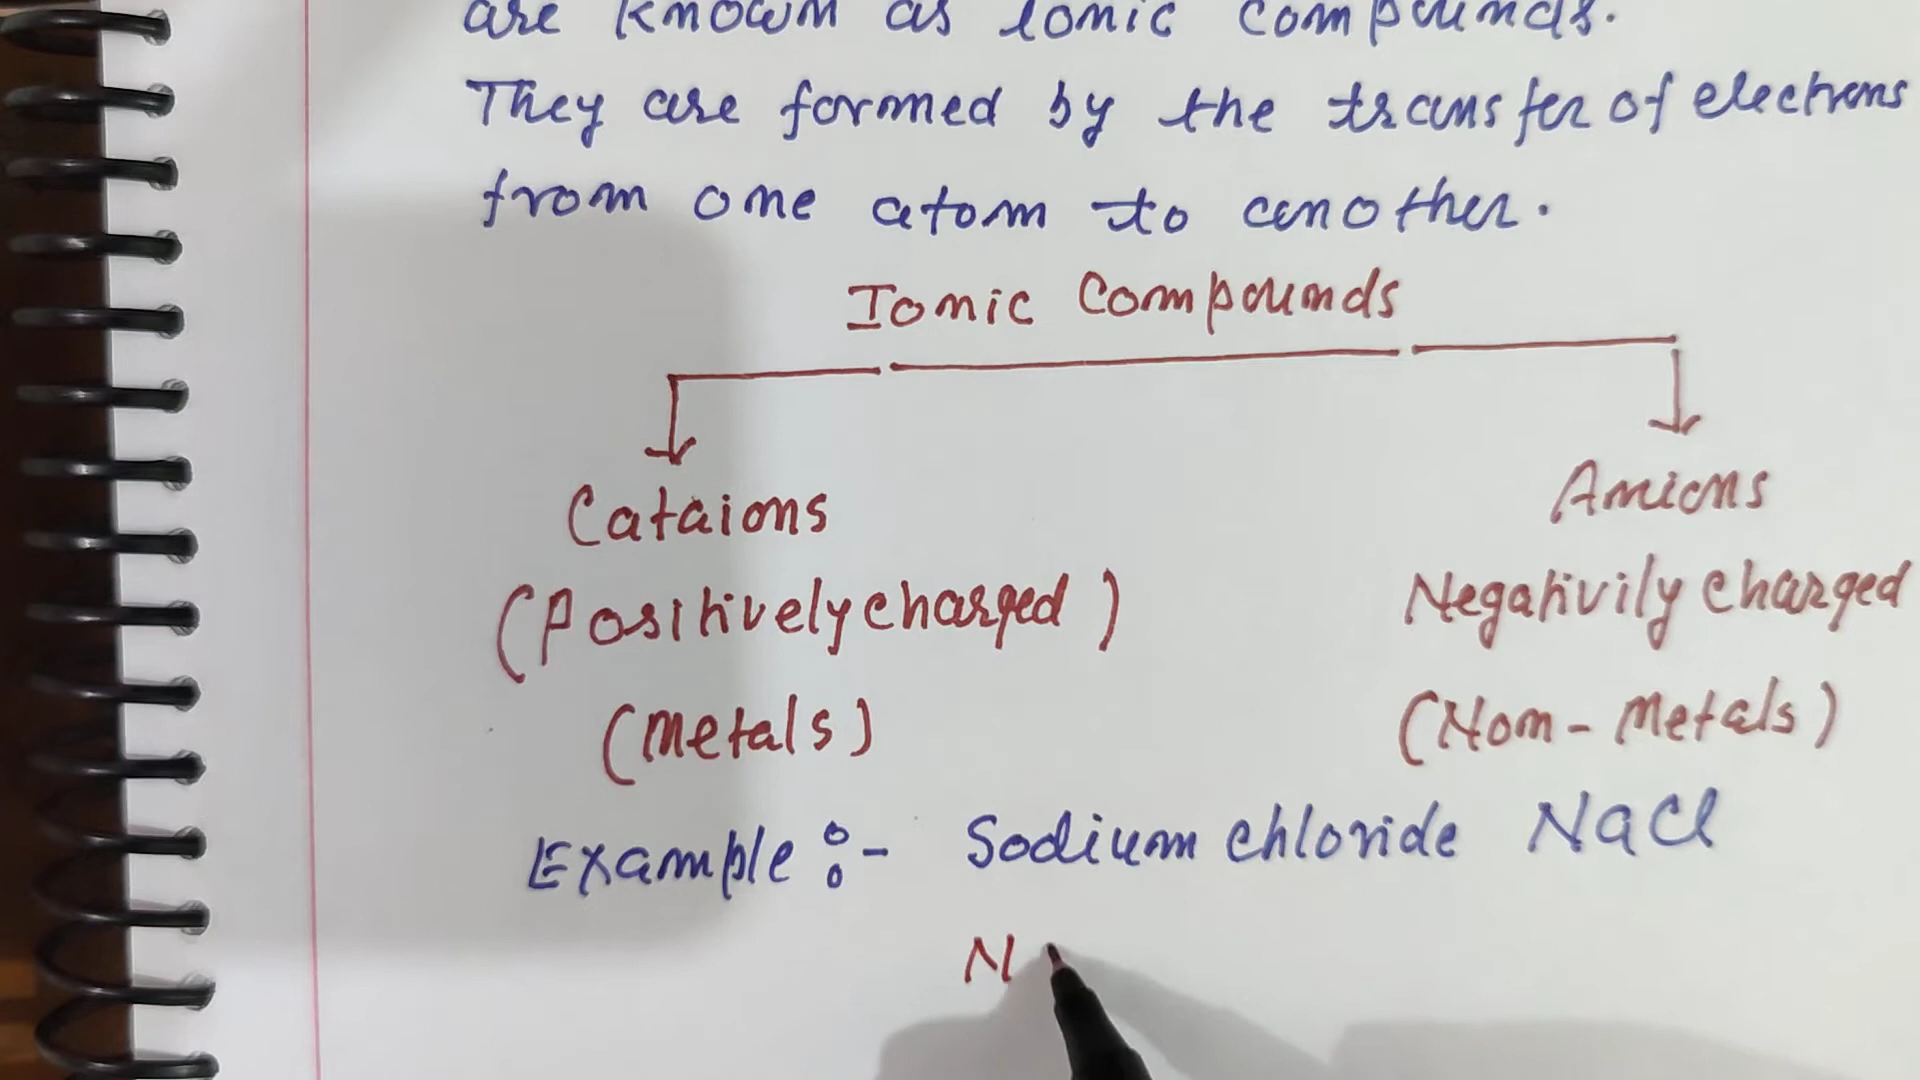 are known as Ionic Compounds.
They are formed by the transfer of electrons
from one atom to another.
Ionic Compounds
Cataions
Anions
(Positivelycharged)
Negativily charged
(Metals)
(Non-Metals)
Example :- Sodium chloride NaCl
N